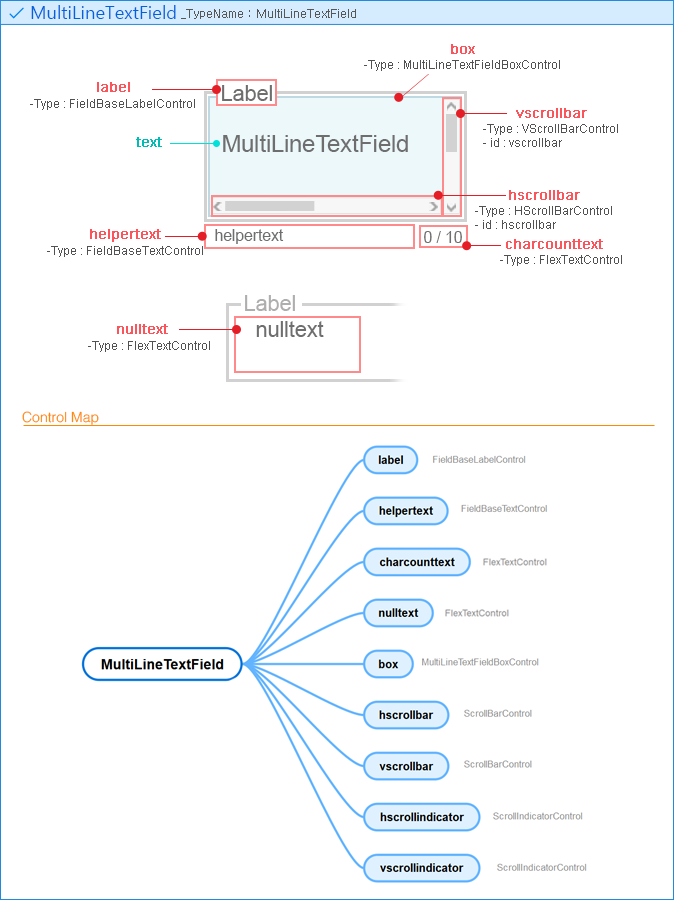 MultiLineTextField _TypeName : MultiLineTextField
box
-Type : MultiLineTextFieldBoxControl
label
-Type : FieldBaseLabelControl
Label
vscrollbar
-Type : VScrollBarControl
- id : vscrollbar
text
MultiLineTextField
hscrollbar
-Type : HScrollBarControl
- id : hscrollbar
helpertext
-Type : FieldBaseTextControl
helpertext
0 / 10
charcounttext
-Type : FlexTextControl
Label
nulltext
-Type : FlexTextControl
nulltext
Control Map
label FieldBaseLabelControl
helpertext FieldBaseTextControl
charcounttext FlexTextControl
nulltext FlexTextControl
MultiLineTextField
box MultiLineTextFieldBoxControl
hscrollbar ScrollBarControl
vscrollbar ScrollBarControl
hscrollindicator ScrollIndicatorControl
vscrollindicator ScrollIndicatorControl